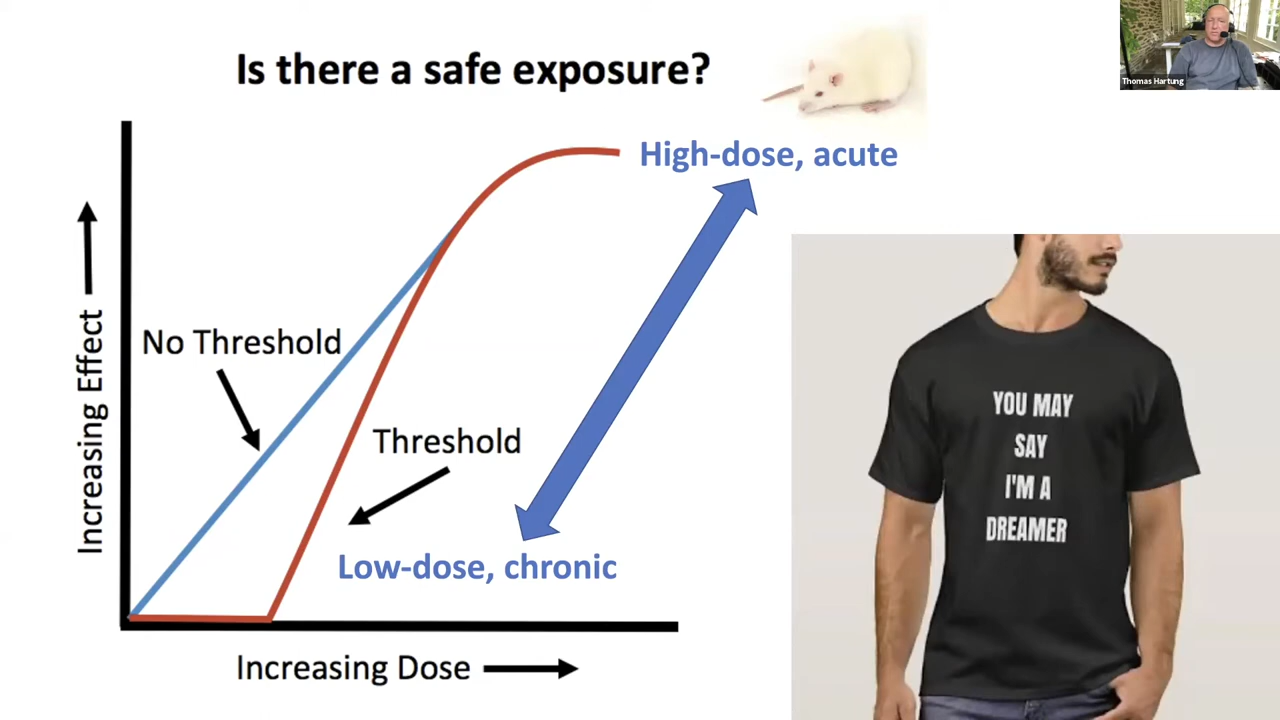 Is there a safe exposure?
Thomas Hartung
High-dose, acute
Increasing Effect
No Threshold
Threshold
Low-dose, chronic
Increasing Dose
YOU MAY
SAY
I'M A
DREAMER